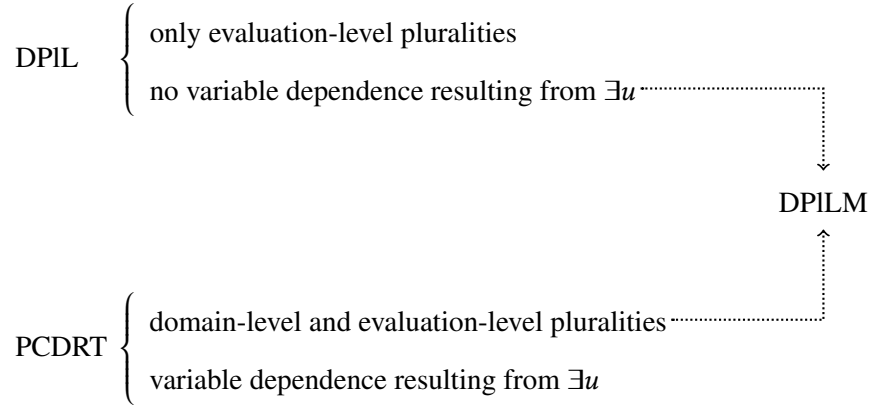 only evaluation-level pluralities
DPlL
no variable dependence resulting from ∃u
DPlLM
domain-level and evaluation-level pluralities
PCDRT
variable dependence resulting from ∃u